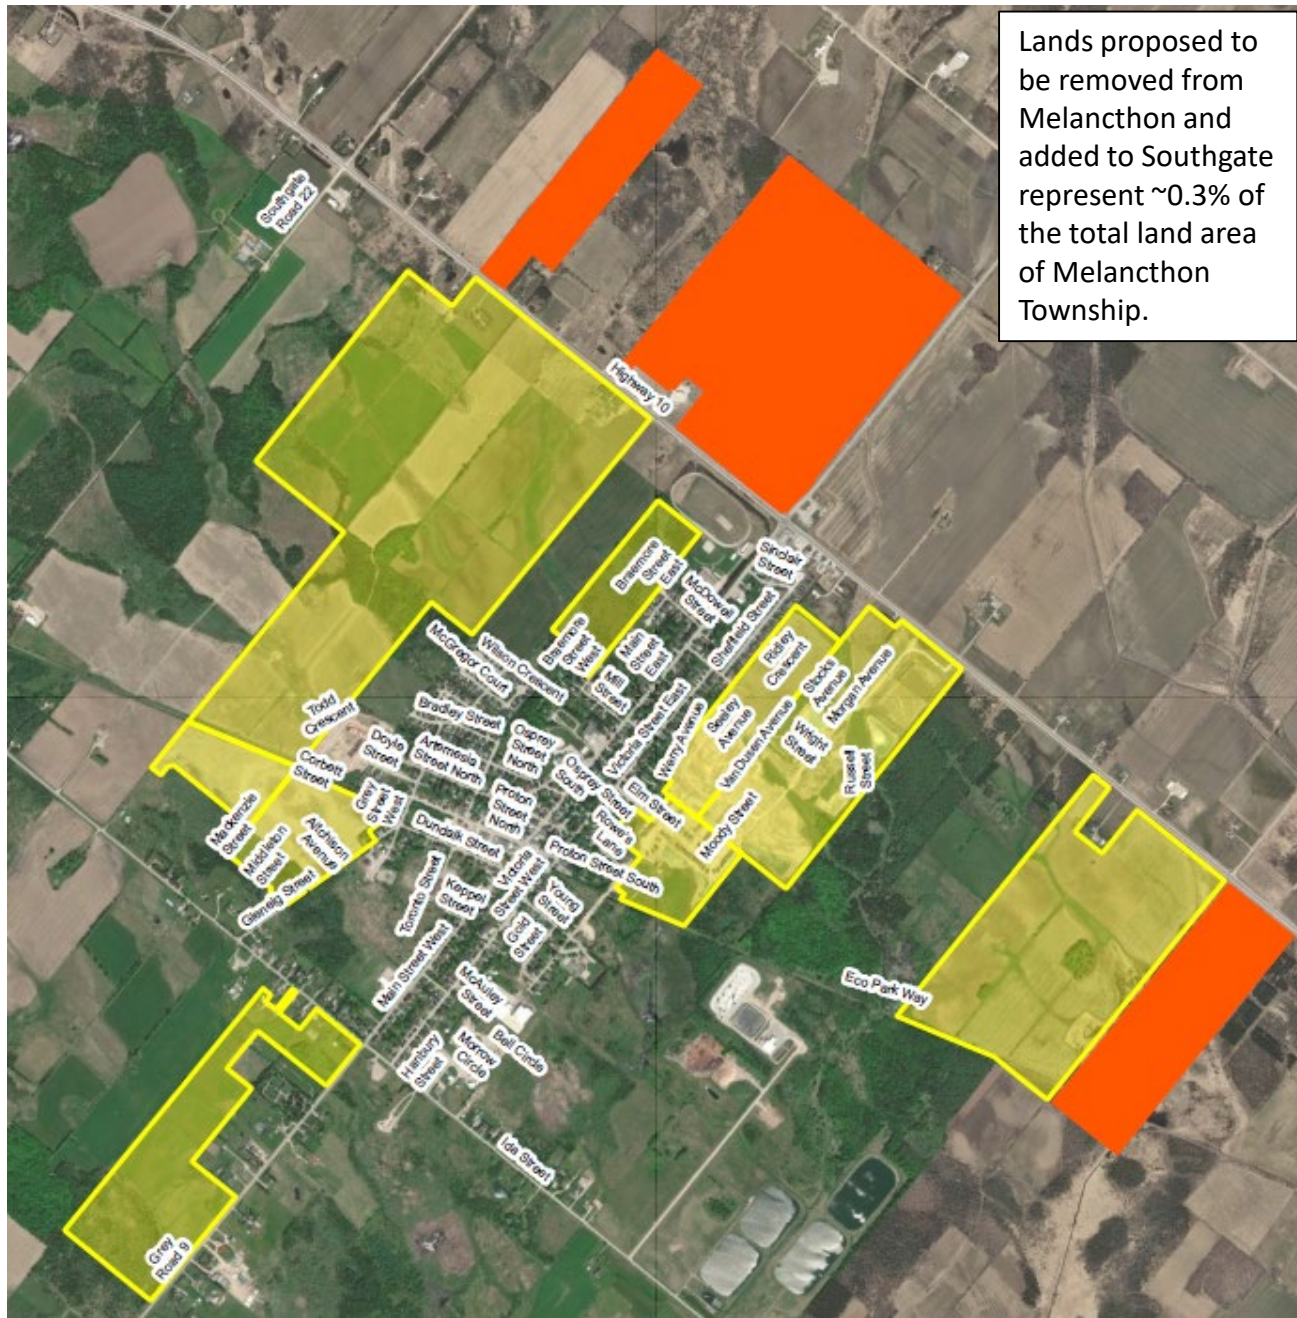 Lands proposed to
be removed from
Melancthon and
added to Southgate
represent ~0.3% of
the total land area
of Melancthon
Township.
Southgate
Road 22
Highway 10
Sinclair
Street
Braemore
Street
East
McDowell
Street
Sheffield Street
Braemore
Street
West
Main
Street
East
Mill
Street
Wilson Crescent
McGregor Court
Ridley
Crescent
Stocks
Avenue
Morgan Avenue
Seeley
Avenue
Van Dusen Avenue
Wright
Street
Russell
Street
Werry Avenue
Victoria Street East
Todd
Crescent
Bradley Street
Osprey
Street
North
Doyle
Street
Artemesia
Street North
Corbett
Street
Grey
Street
West
Osprey Street
South
Elm Street
Rowe's
Lane
Moody Street
Proton
Street
North
Dundalk Street
Proton Street South
Mackenzie
Street
Middleton
Street
Aitchison
Avenue
Glenelg Street
Toronto Street
Keppel
Street
Victoria
Street West
Young
Street
Gold
Street
Main Street West
McAuley
Street
Bell Circle
Morrow
Circle
Hanbury
Street
Eco Park Way
Ida Street
Grey
Road 9